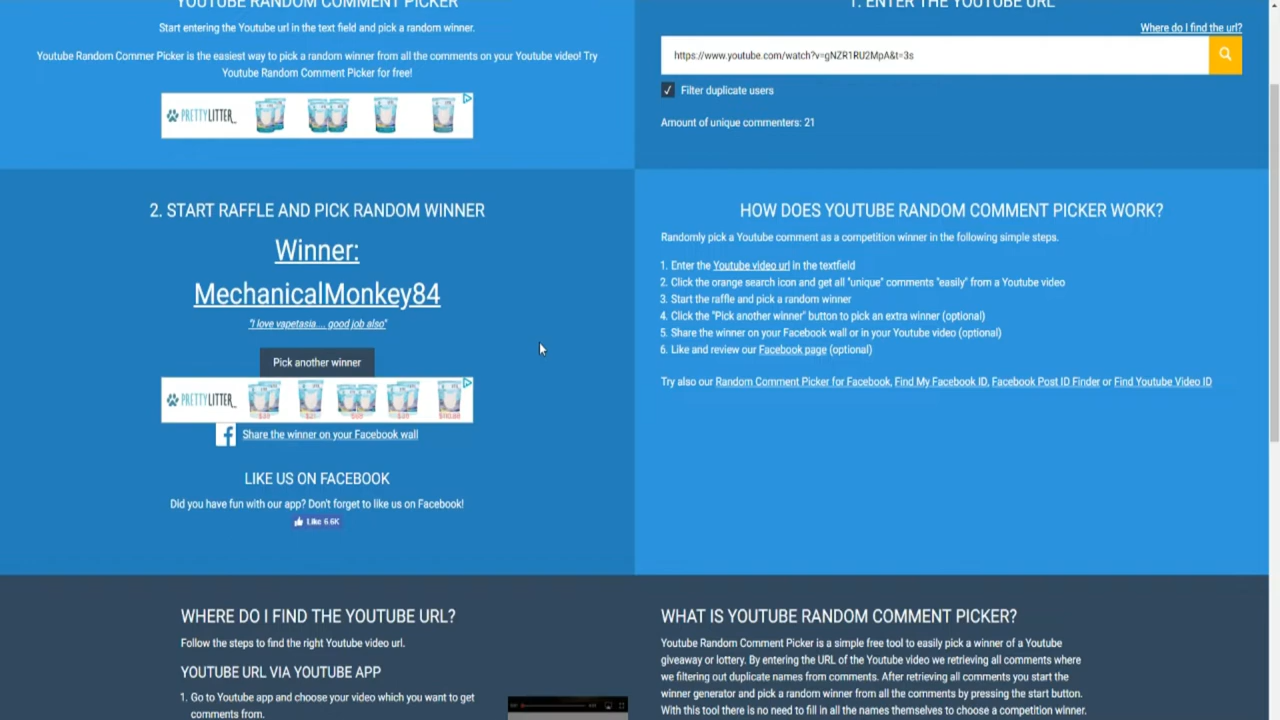 YOUTUBE RANDOM COMMENT PICKER
Start entering the Youtube url in the text field and pick a random winner.
Youtube Random Commer Picker is the easiest way to pick a random winner from all the comments on your Youtube video! Try
Youtube Random Comment Picker for free!
PRETTYLITTER
1. ENTER THE YOUTUBE URL
Where do I find the url?
https://www.youtube.com/watch?v=gNZR1RU2MpA&t=3s
Filter duplicate users
Amount of unique commenters: 21
2. START RAFFLE AND PICK RANDOM WINNER
Winner:
MechanicalMonkey84
"I love vapetasia.... good job also"
Pick another winner
PRETTYLITTER
Share the winner on your Facebook wall
LIKE US ON FACEBOOK
Did you have fun with our app? Don't forget to like us on Facebook!
Like 6.6K
HOW DOES YOUTUBE RANDOM COMMENT PICKER WORK?
Randomly pick a Youtube comment as a competition winner in the following simple steps.
1. Enter the Youtube video url in the textfield
2. Click the orange search icon and get all "unique" comments "easily" from a Youtube video
3. Start the raffle and pick a random winner
4. Click the "Pick another winner" button to pick an extra winner (optional)
5. Share the winner on your Facebook wall or in your Youtube video (optional)
6. Like and review our Facebook page (optional)
Try also our Random Comment Picker for Facebook, Find My Facebook ID, Facebook Post ID Finder or Find Youtube Video ID
WHERE DO I FIND THE YOUTUBE URL?
Follow the steps to find the right Youtube video url.
YOUTUBE URL VIA YOUTUBE APP
1. Go to Youtube app and choose your video which you want to get
comments from.
WHAT IS YOUTUBE RANDOM COMMENT PICKER?
Youtube Random Comment Picker is a simple free tool to easily pick a winner of a Youtube
giveaway or lottery. By entering the URL of the Youtube video we retrieving all comments where
we filtering out duplicate names from comments. After retrieving all comments you start the
winner generator and pick a random winner from all the comments by pressing the start button.
With this tool there is no need to fill in all the names themselves to choose a competition winner.